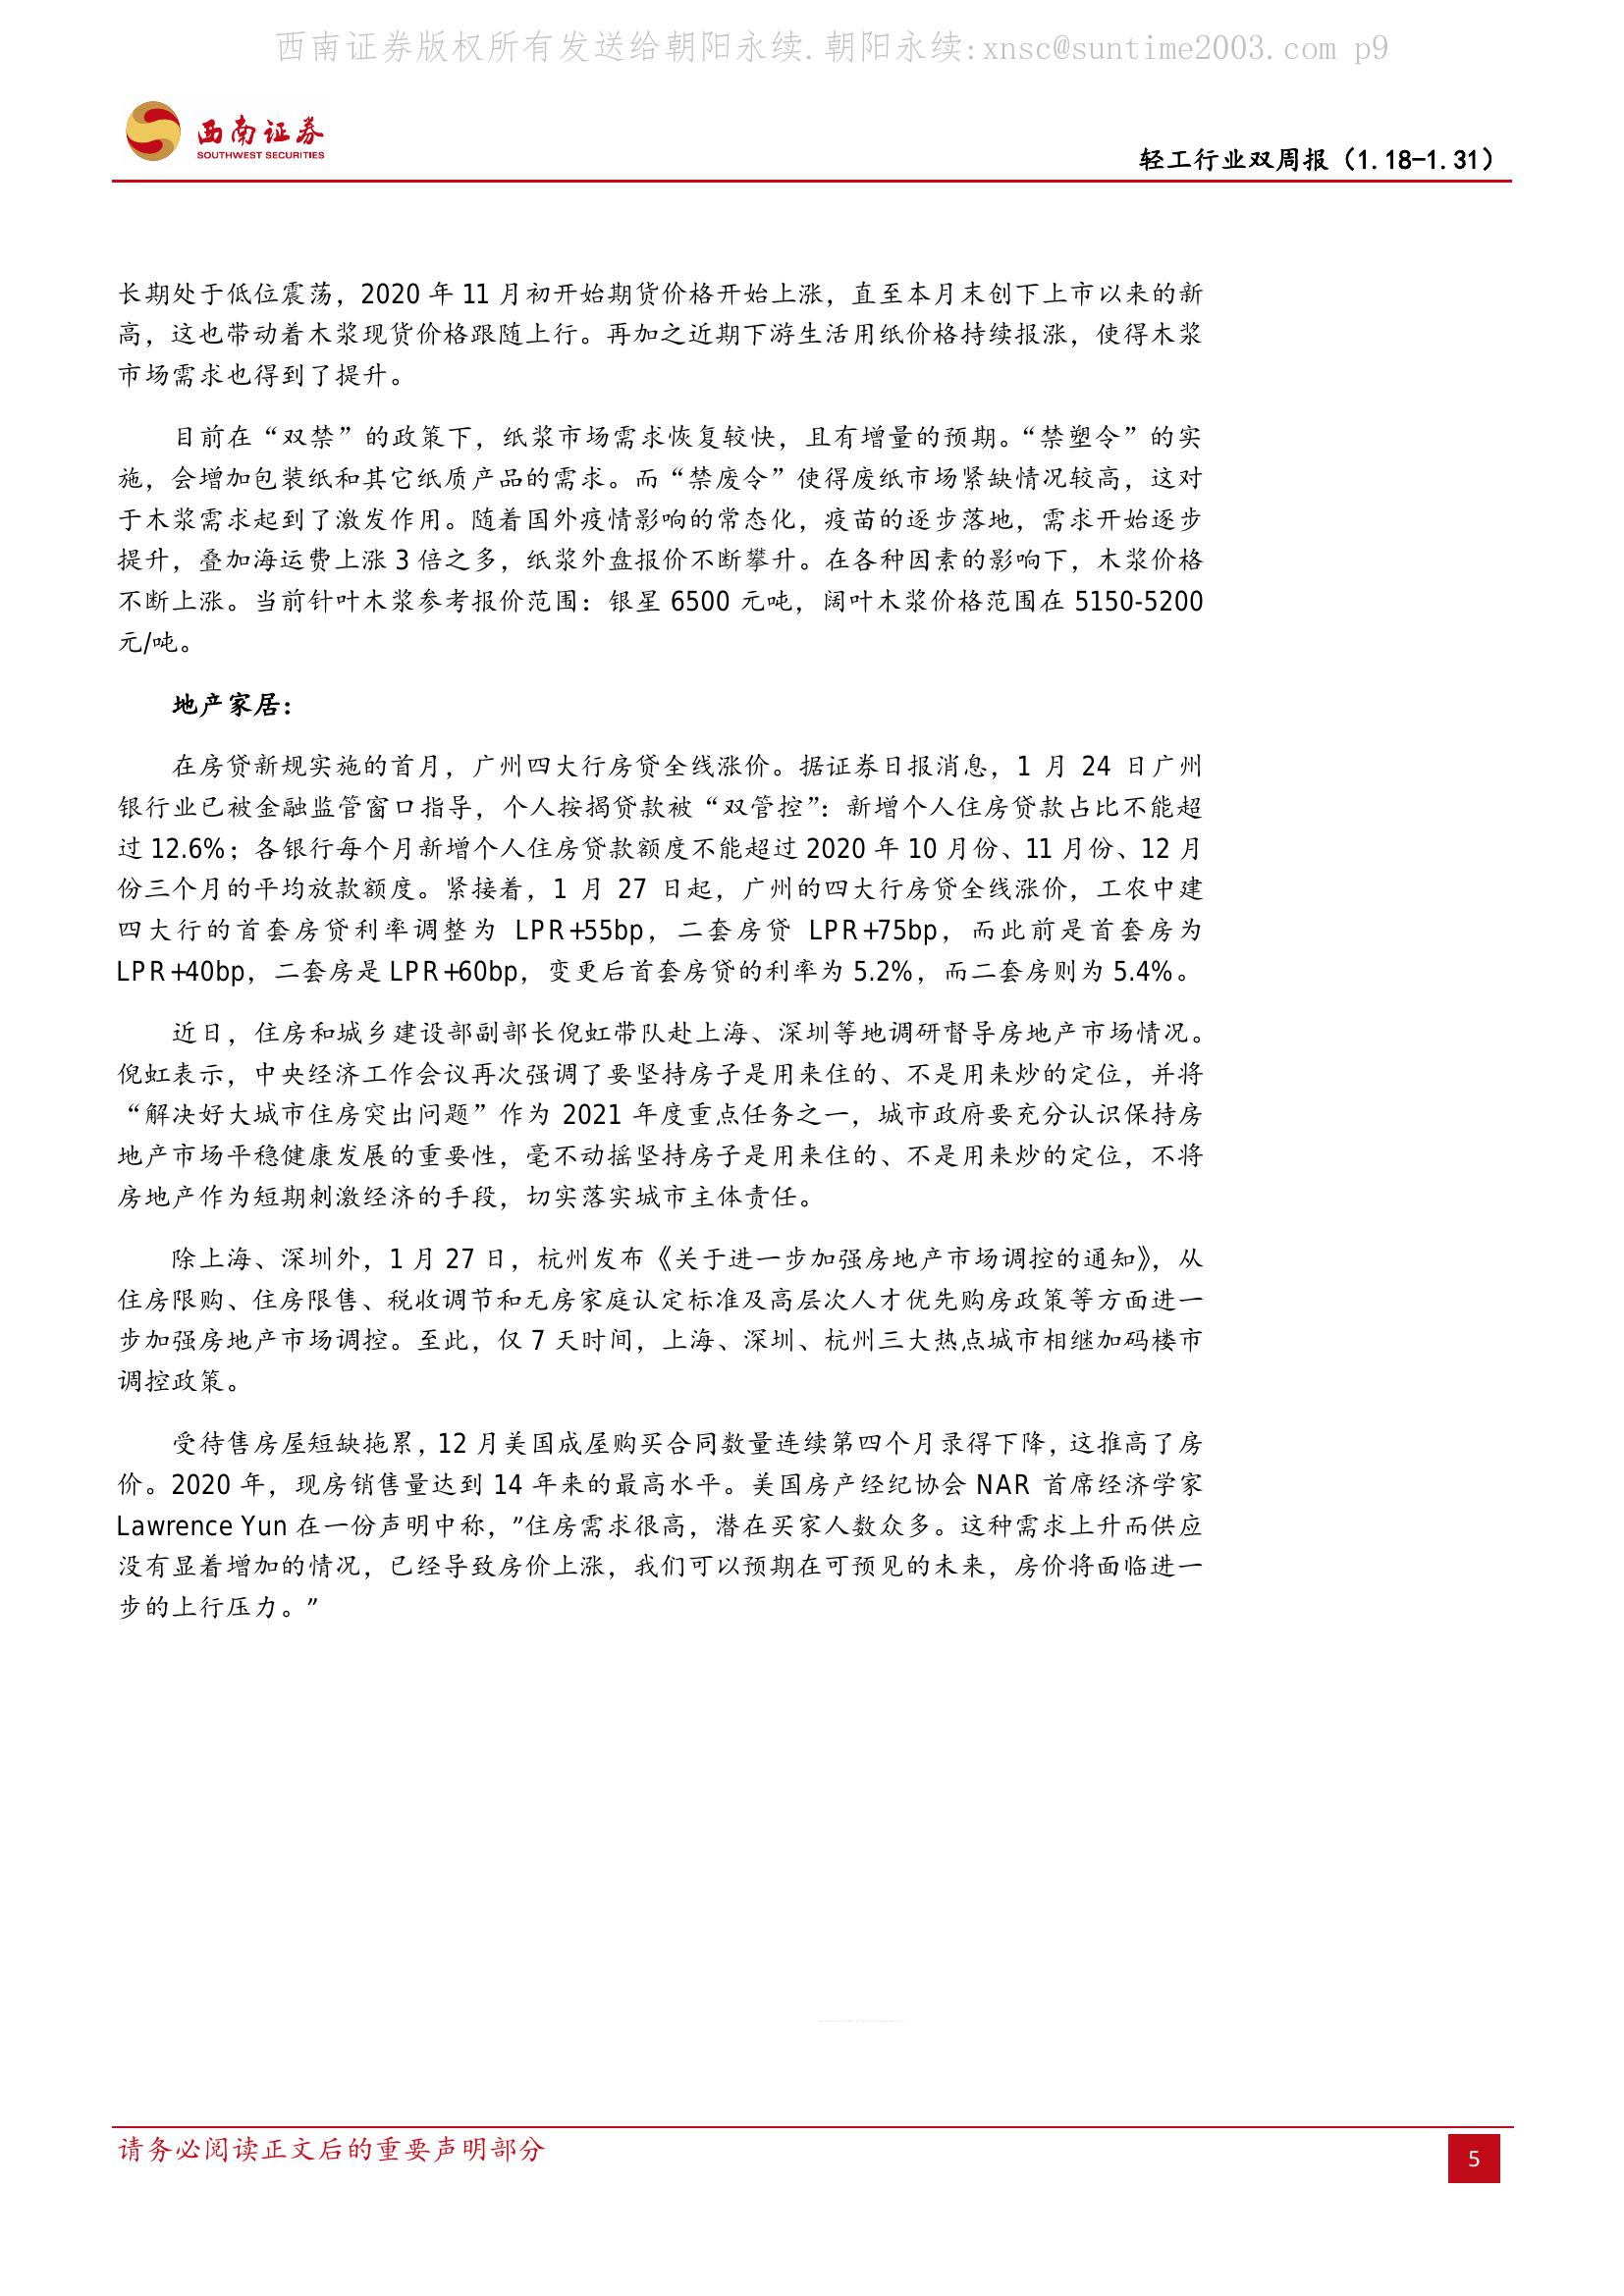 西南证券版权所有发送给朝阳永续.朝阳永续:xnsc@suntime2003.com p9
西南证券
SOUTHWEST SECURITIES
轻工行业双周报（1.18-1.31）
长期处于低位震荡，2020 年 11 月初开始期货价格开始上涨，直至本月末创下上市以来的新
高，这也带动着木浆现货价格跟随上行。再加之近期下游生活用纸价格持续报涨，使得木浆
市场需求也得到了提升。
目前在“双禁”的政策下，纸浆市场需求恢复较快，且有增量的预期。“禁塑令”的实
施，会增加包装纸和其它纸质产品的需求。而“禁废令”使得废纸市场紧缺情况较高，这对
于木浆需求起到了激发作用。随着国外疫情影响的常态化，疫苗的逐步落地，需求开始逐步
提升，叠加海运费上涨 3 倍之多，纸浆外盘报价不断攀升。在各种因素的影响下，木浆价格
不断上涨。当前针叶木浆参考报价范围：银星 6500 元吨，阔叶木浆价格范围在 5150-5200
元/吨。
地产家居：
在房贷新规实施的首月，广州四大行房贷全线涨价。据证券日报消息，1 月 24 日广州
银行业已被金融监管窗口指导，个人按揭贷款被“双管控”：新增个人住房贷款占比不能超
过 12.6%；各银行每个月新增个人住房贷款额度不能超过 2020 年 10 月份、11 月份、12 月
份三个月的平均放款额度。紧接着，1 月 27 日起，广州的四大行房贷全线涨价，工农中建
四大行的首套房贷利率调整为 LPR+55bp，二套房贷 LPR+75bp，而此前是首套房为
LPR+40bp，二套房是 LPR+60bp，变更后首套房贷的利率为 5.2%，而二套房则为 5.4%。
近日，住房和城乡建设部副部长倪虹带队赴上海、深圳等地调研督导房地产市场情况。
倪虹表示，中央经济工作会议再次强调了要坚持房子是用来住的、不是用来炒的定位，并将
“解决好大城市住房突出问题”作为 2021 年度重点任务之一，城市政府要充分认识保持房
地产市场平稳健康发展的重要性，毫不动摇坚持房子是用来住的、不是用来炒的定位，不将
房地产作为短期刺激经济的手段，切实落实城市主体责任。
除上海、深圳外，1 月 27 日，杭州发布《关于进一步加强房地产市场调控的通知》，从
住房限购、住房限售、税收调节和无房家庭认定标准及高层次人才优先购房政策等方面进一
步加强房地产市场调控。至此，仅 7 天时间，上海、深圳、杭州三大热点城市相继加码楼市
调控政策。
受待售房屋短缺拖累，12 月美国成屋购买合同数量连续第四个月录得下降，这推高了房
价。2020 年，现房销售量达到 14 年来的最高水平。美国房产经纪协会 NAR 首席经济学家
Lawrence Yun 在一份声明中称，”住房需求很高，潜在买家人数众多。这种需求上升而供应
没有显着增加的情况，已经导致房价上涨，我们可以预期在可预见的未来，房价将面临进一
步的上行压力。”
请务必阅读正文后的重要声明部分
5